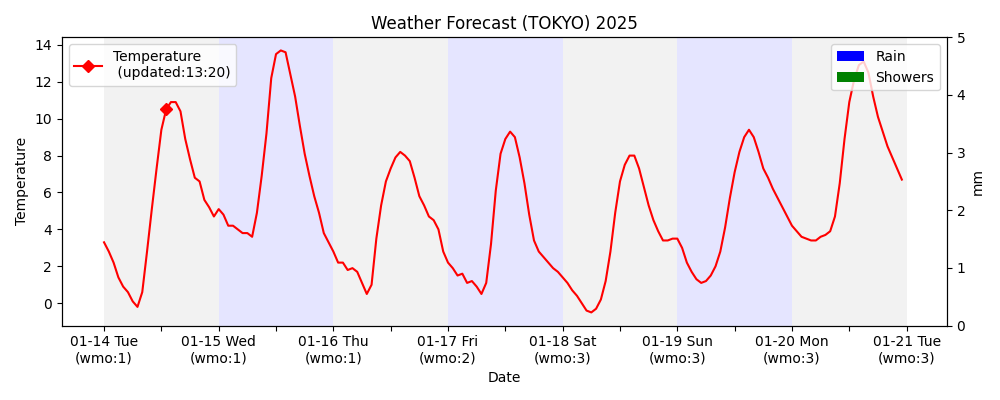 Weather Forecast (TOKYO) 2025
Temperature
(updated:13:20)
Rain
Showers
14
12
10
8
6
4
2
0
Temperature
5
4
3
2
1
0
mm
01-14 Tue
(wmo:1)
01-15 Wed
(wmo:1)
01-16 Thu
(wmo:1)
01-17 Fri
(wmo:2)
01-18 Sat
(wmo:3)
01-19 Sun
(wmo:3)
01-20 Mon
(wmo:3)
01-21 Tue
(wmo:3)
Date